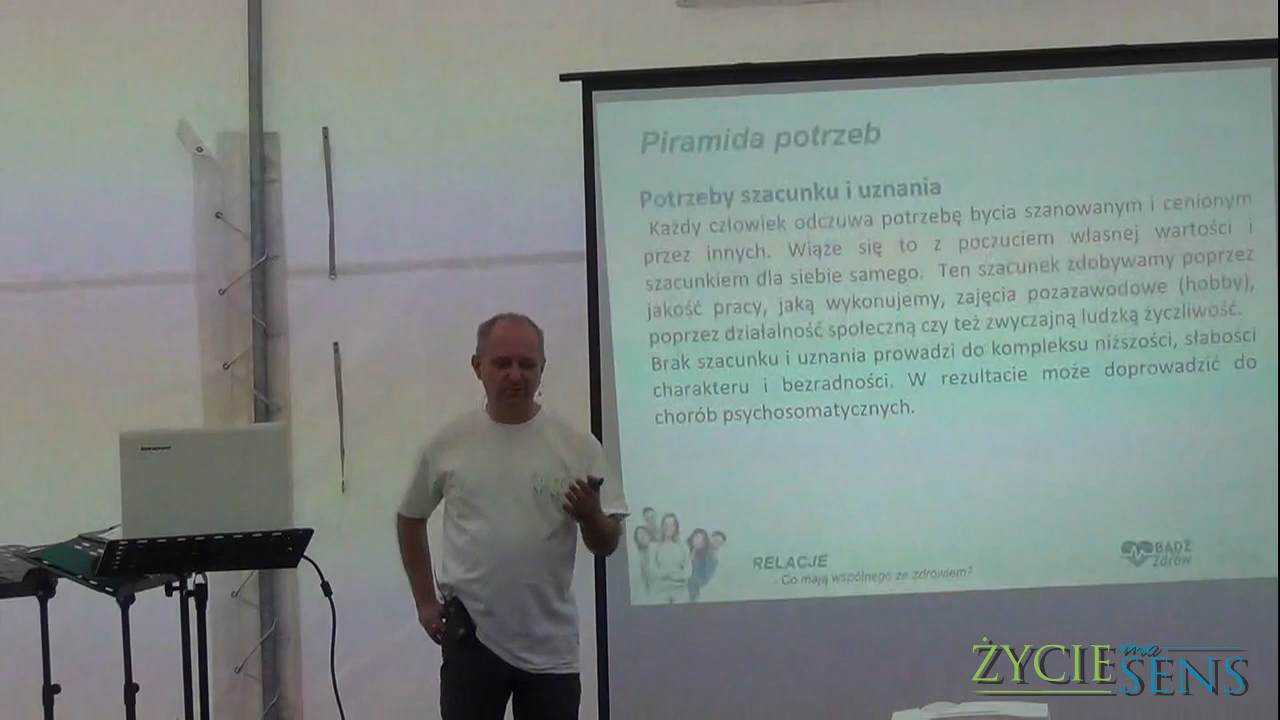 Piramida potrzeb
Potrzeby szacunku i uznania
Każdy człowiek odczuwa potrzebę bycia szanowanym i cenionym
przez innych. Wiąże się to z poczuciem własnej wartości i
szacunkiem dla siebie samego. Ten szacunek zdobywamy poprzez
jakość pracy, jaką wykonujemy, zajęcia pozazawodowe (hobby),
poprzez działalność społeczną czy też zwyczajną ludzką życzliwość.
Brak szacunku i uznania prowadzi do kompleksu niższości, słabości
charakteru i bezradności. W rezultacie może doprowadzić do
chorób psychosomatycznych.
RELACJE
- Co mają wspólnego ze zdrowiem?
BĄDŹ
Zdrów
ŻYCIE ma
SENS